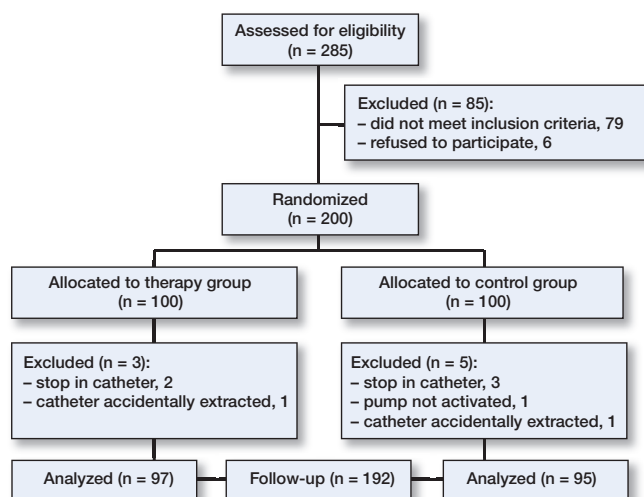 Assessed for eligibility
(n = 285)
Excluded (n = 85):
– did not meet inclusion criteria, 79
– refused to participate, 6
Randomized
(n = 200)
Allocated to therapy group
(n = 100)
Allocated to control group
(n = 100)
Excluded (n = 3):
– stop in catheter, 2
– catheter accidentally extracted, 1
Excluded (n = 5):
– stop in catheter, 3
– pump not activated, 1
– catheter accidentally extracted, 1
Analyzed (n = 97)
Follow-up (n = 192)
Analyzed (n = 95)